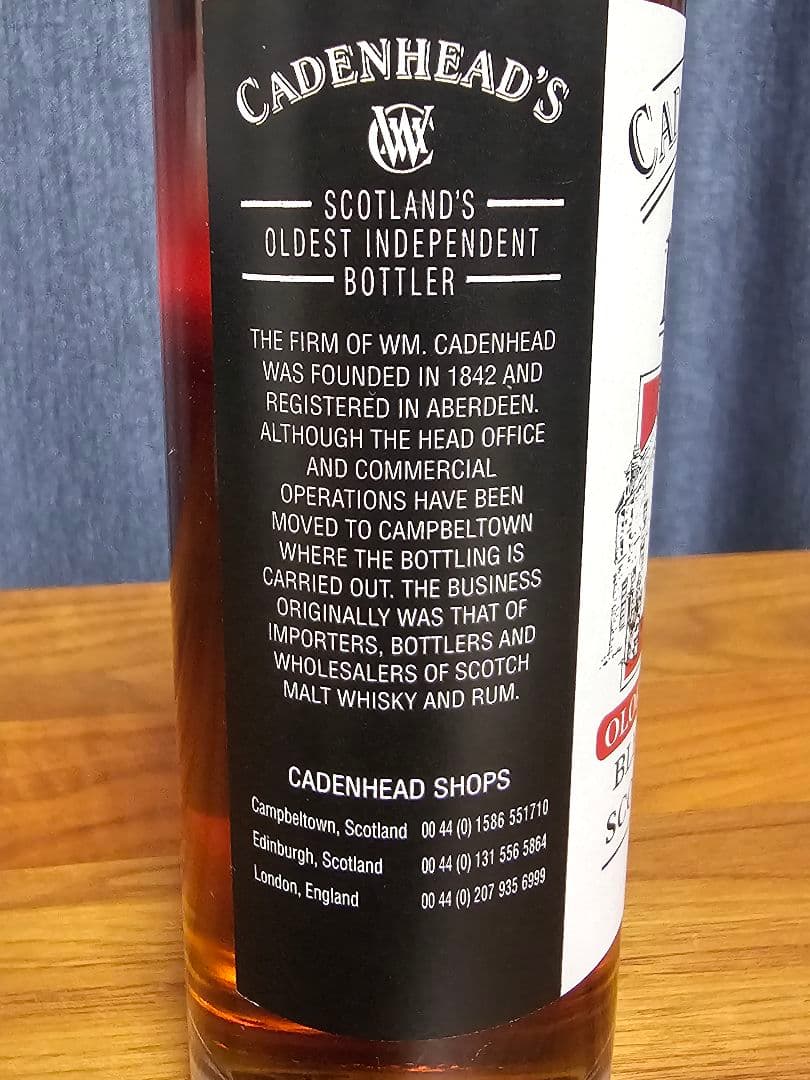 CADENHEAD'S
WC
SCOTLAND'S
OLDEST INDEPENDENT
BOTTLER
THE FIRM OF WM. CADENHEAD
WAS FOUNDED IN 1842 AND
REGISTERED IN ABERDEEN.
ALTHOUGH THE HEAD OFFICE
AND COMMERCIAL
OPERATIONS HAVE BEEN
MOVED TO CAMPBELTOWN
WHERE THE BOTTLING IS
CARRIED OUT. THE BUSINESS
ORIGINALLY WAS THAT OF
IMPORTERS, BOTTLERS AND
WHOLESALERS OF SCOTCH
MALT WHISKY AND RUM.
CADENHEAD SHOPS
Campbeltown, Scotland 00 44 (0) 1586 551710
Edinburgh, Scotland 00 44 (0) 131 556 5864
London, England 00 44 (0) 207 935 6999